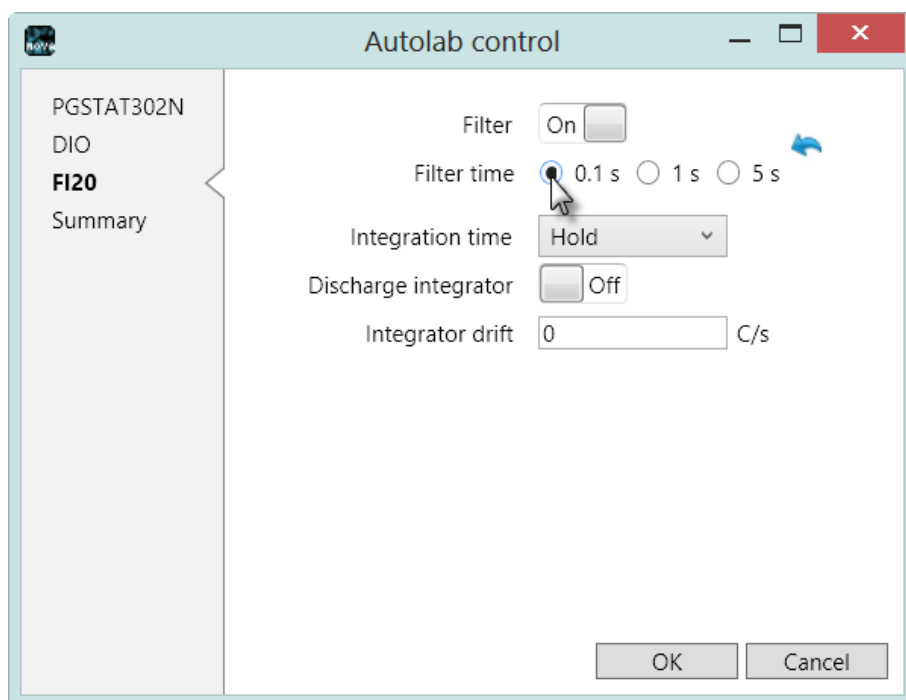 Autolab control
PGSTAT302N
DIO
FI20
Summary
Filter On
Filter time 0.1 s 1 s 5 s
Integration time Hold
Discharge integrator Off
Integrator drift 0 C/s
OK Cancel